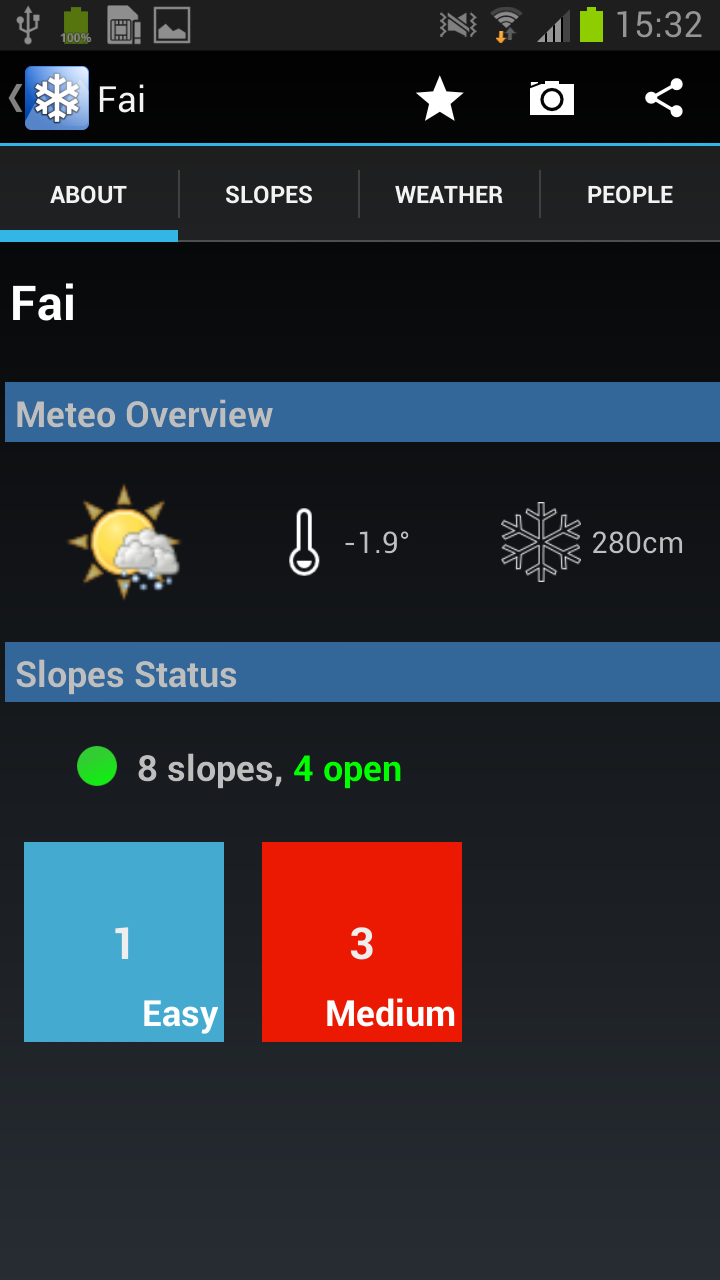 100% 15:32
Fai
ABOUT SLOPES WEATHER PEOPLE
Fai
Meteo Overview
-1.9° 280cm
Slopes Status
8 slopes, 4 open
1 3
Easy Medium